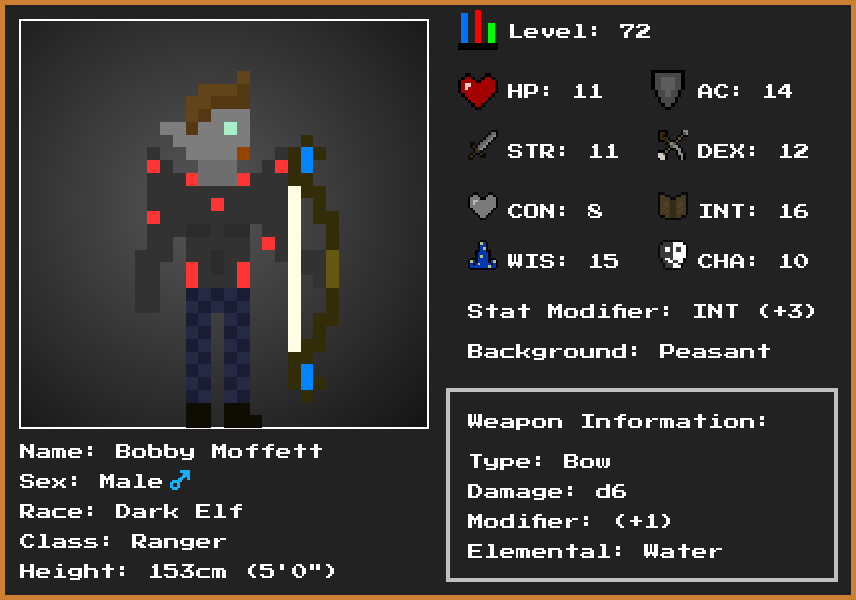 Level: 72
HP: 11
AC: 14
STR: 11
DEX: 12
CON: 8
INT: 16
WIS: 15
CHA: 10
Stat Modifier: INT (+3)
Background: Peasant
Weapon Information:
Type: Bow
Damage: d6
Modifier: (+1)
Elemental: Water
Name: Bobby Moffett
Sex: Male ♂
Race: Dark Elf
Class: Ranger
Height: 153cm (5'0")